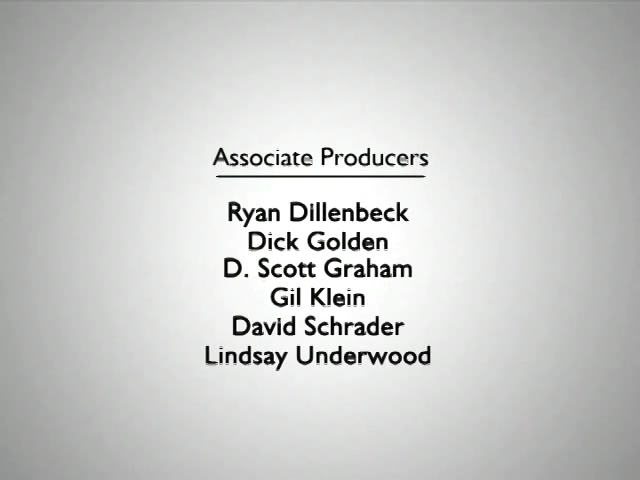 Associate Producers
Ryan Dillenbeck
Dick Golden
D. Scott Graham
Gil Klein
David Schrader
Lindsay Underwood